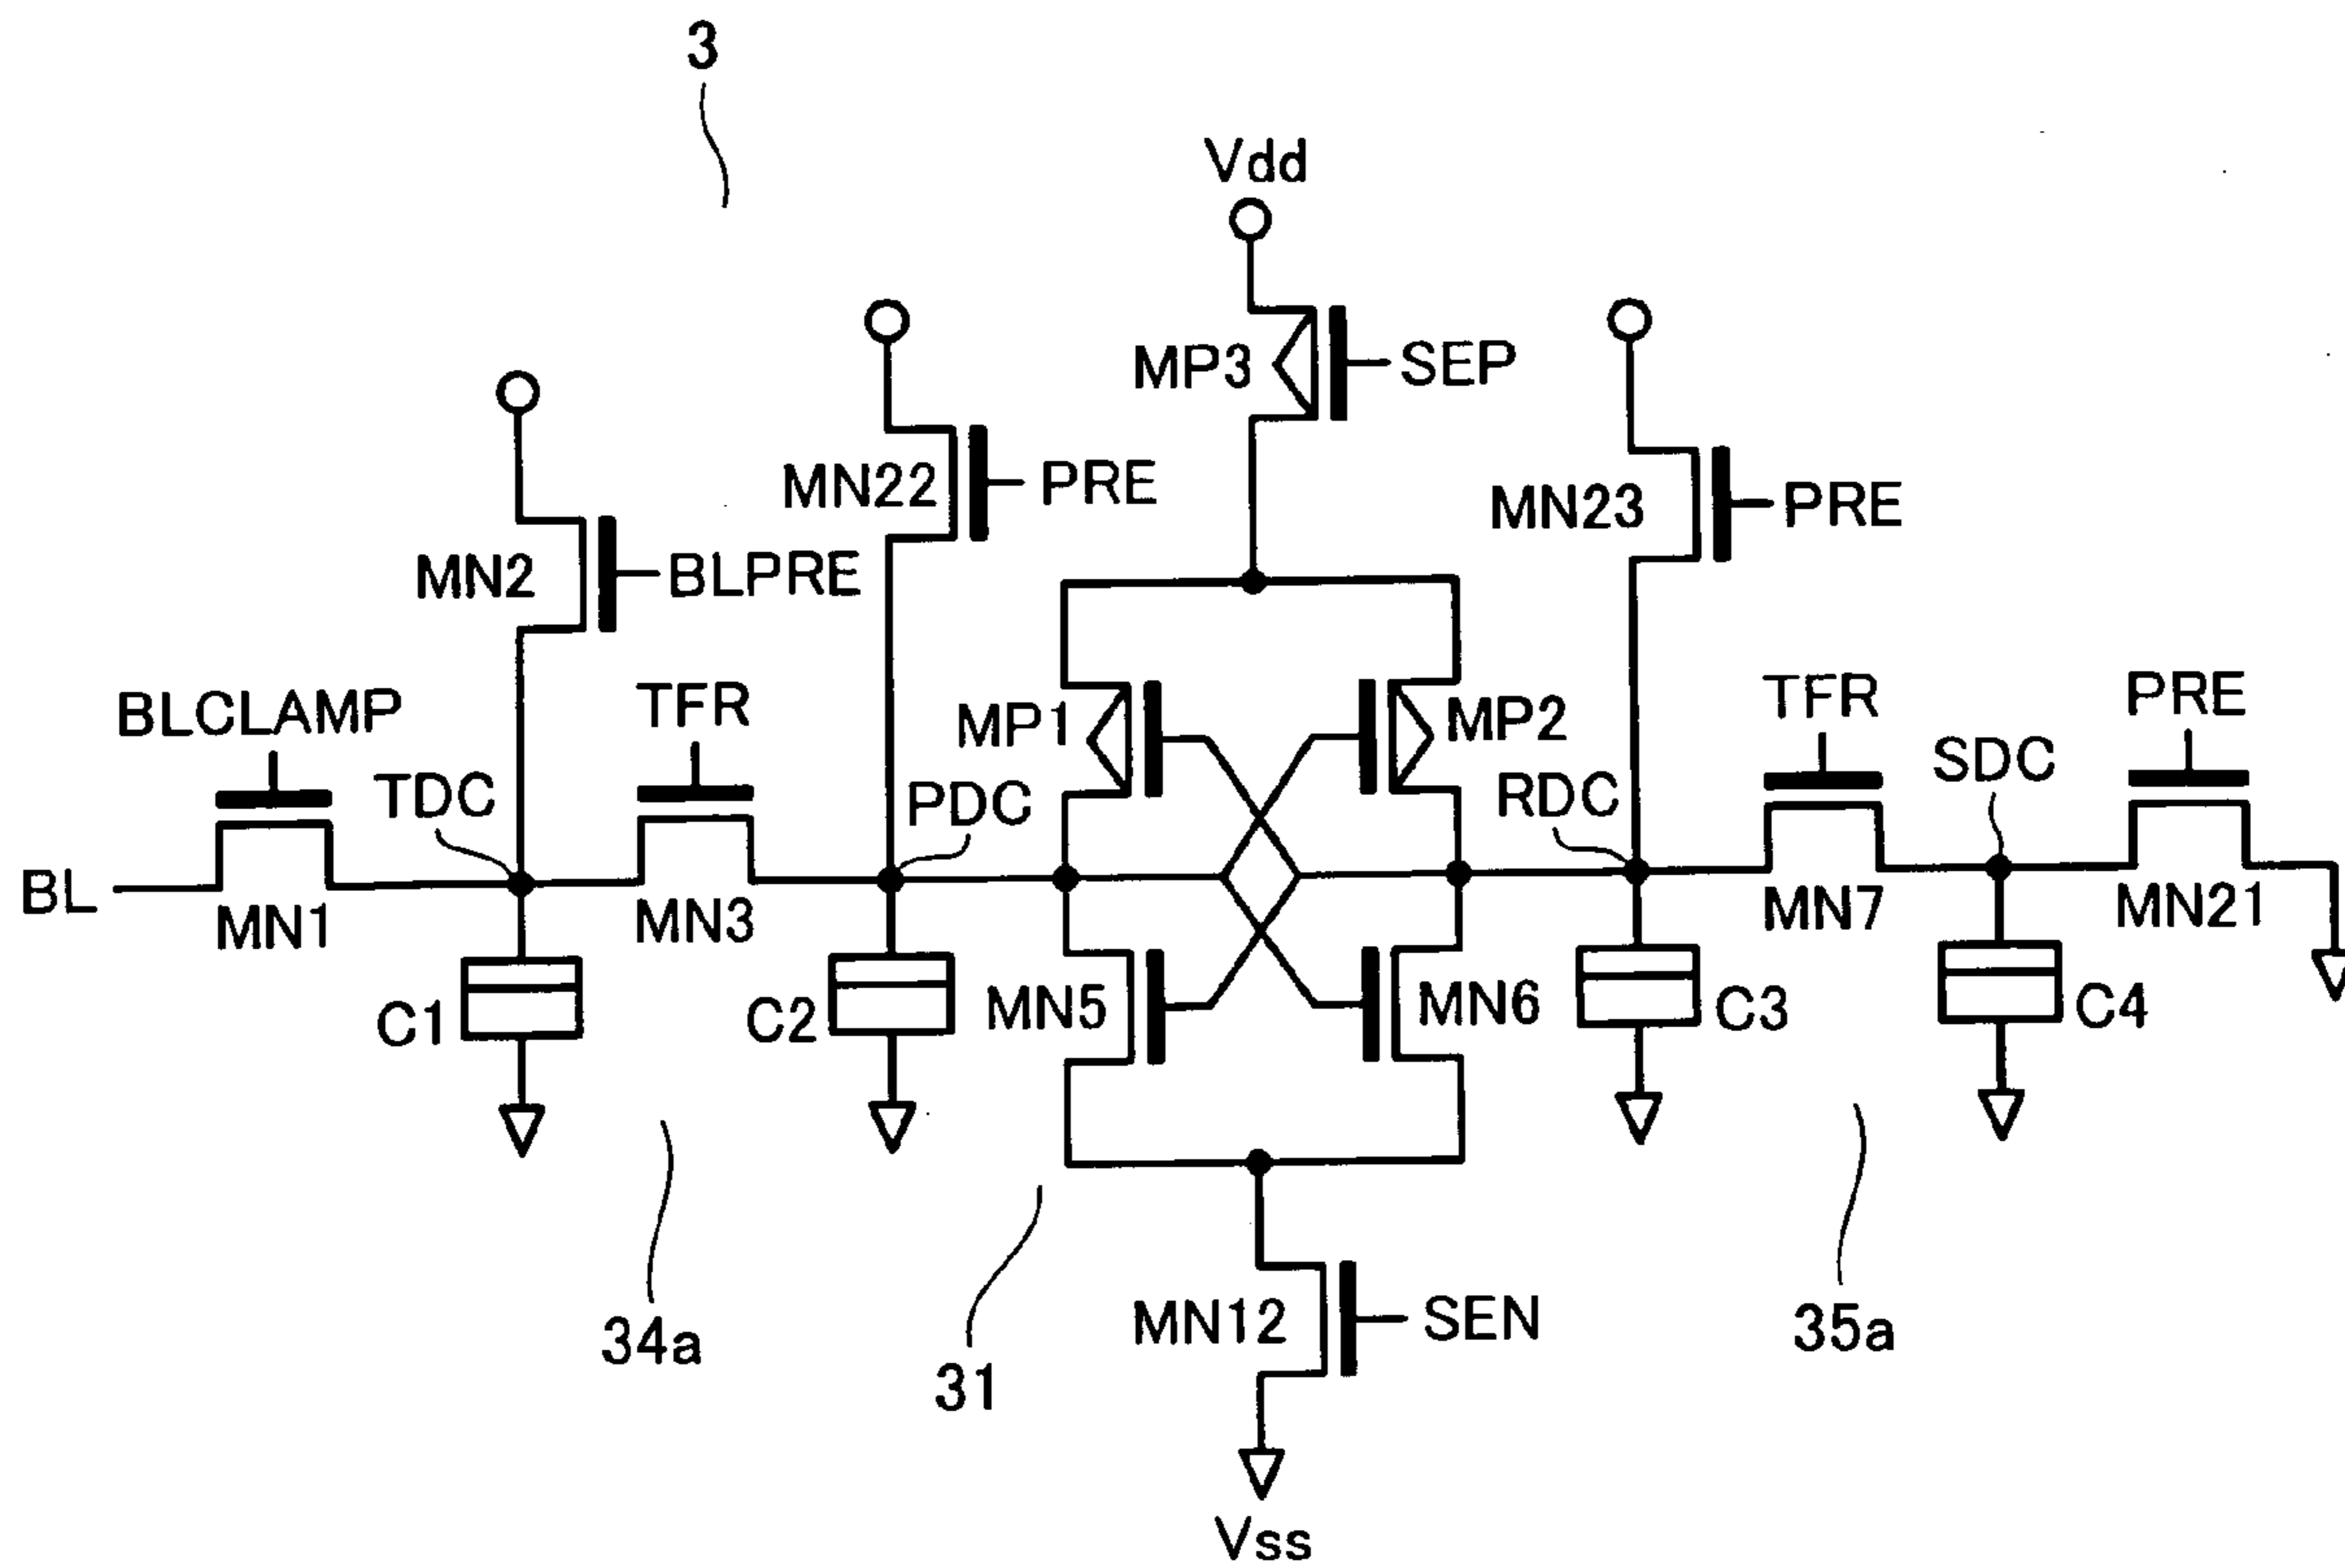 3
Vdd
MP3
SEP
MN22
PRE
MN23
PRE
MN2
BLPRE
BLCLAMP
TFR
MP1
MP2
TFR
PRE
TDC
PDC
RDC
SDC
BL
MN1
MN3
MN7
MN21
C1
C2
MN5
MN6
C3
C4
34a
31
MN12
SEN
35a
Vss